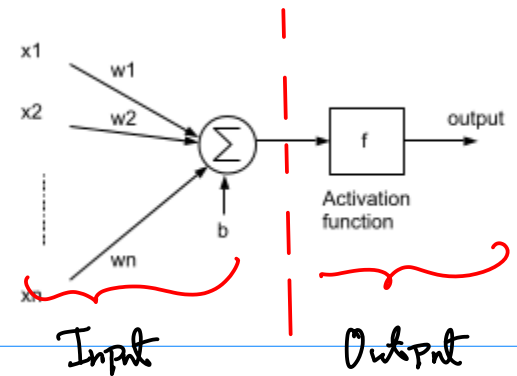 x1
w1
x2
w2
output
f
Σ
Activation
function
b
wn
xn
Input
Output